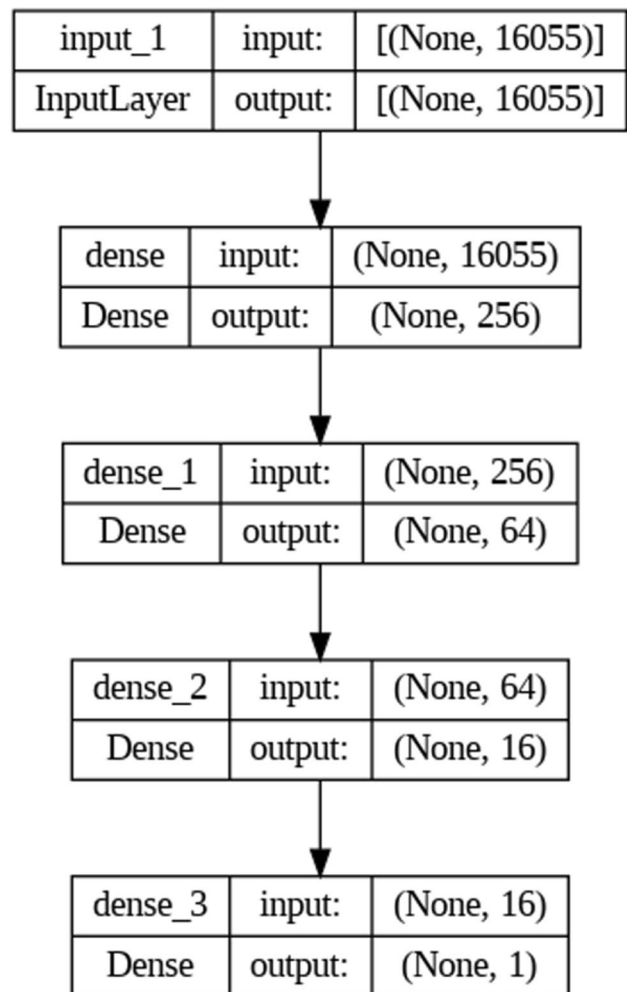 input_1 input: [(None, 16055)]
InputLayer output: [(None, 16055)]
dense input: (None, 16055)
Dense output: (None, 256)
dense_1 input: (None, 256)
Dense output: (None, 64)
dense_2 input: (None, 64)
Dense output: (None, 16)
dense_3 input: (None, 16)
Dense output: (None, 1)